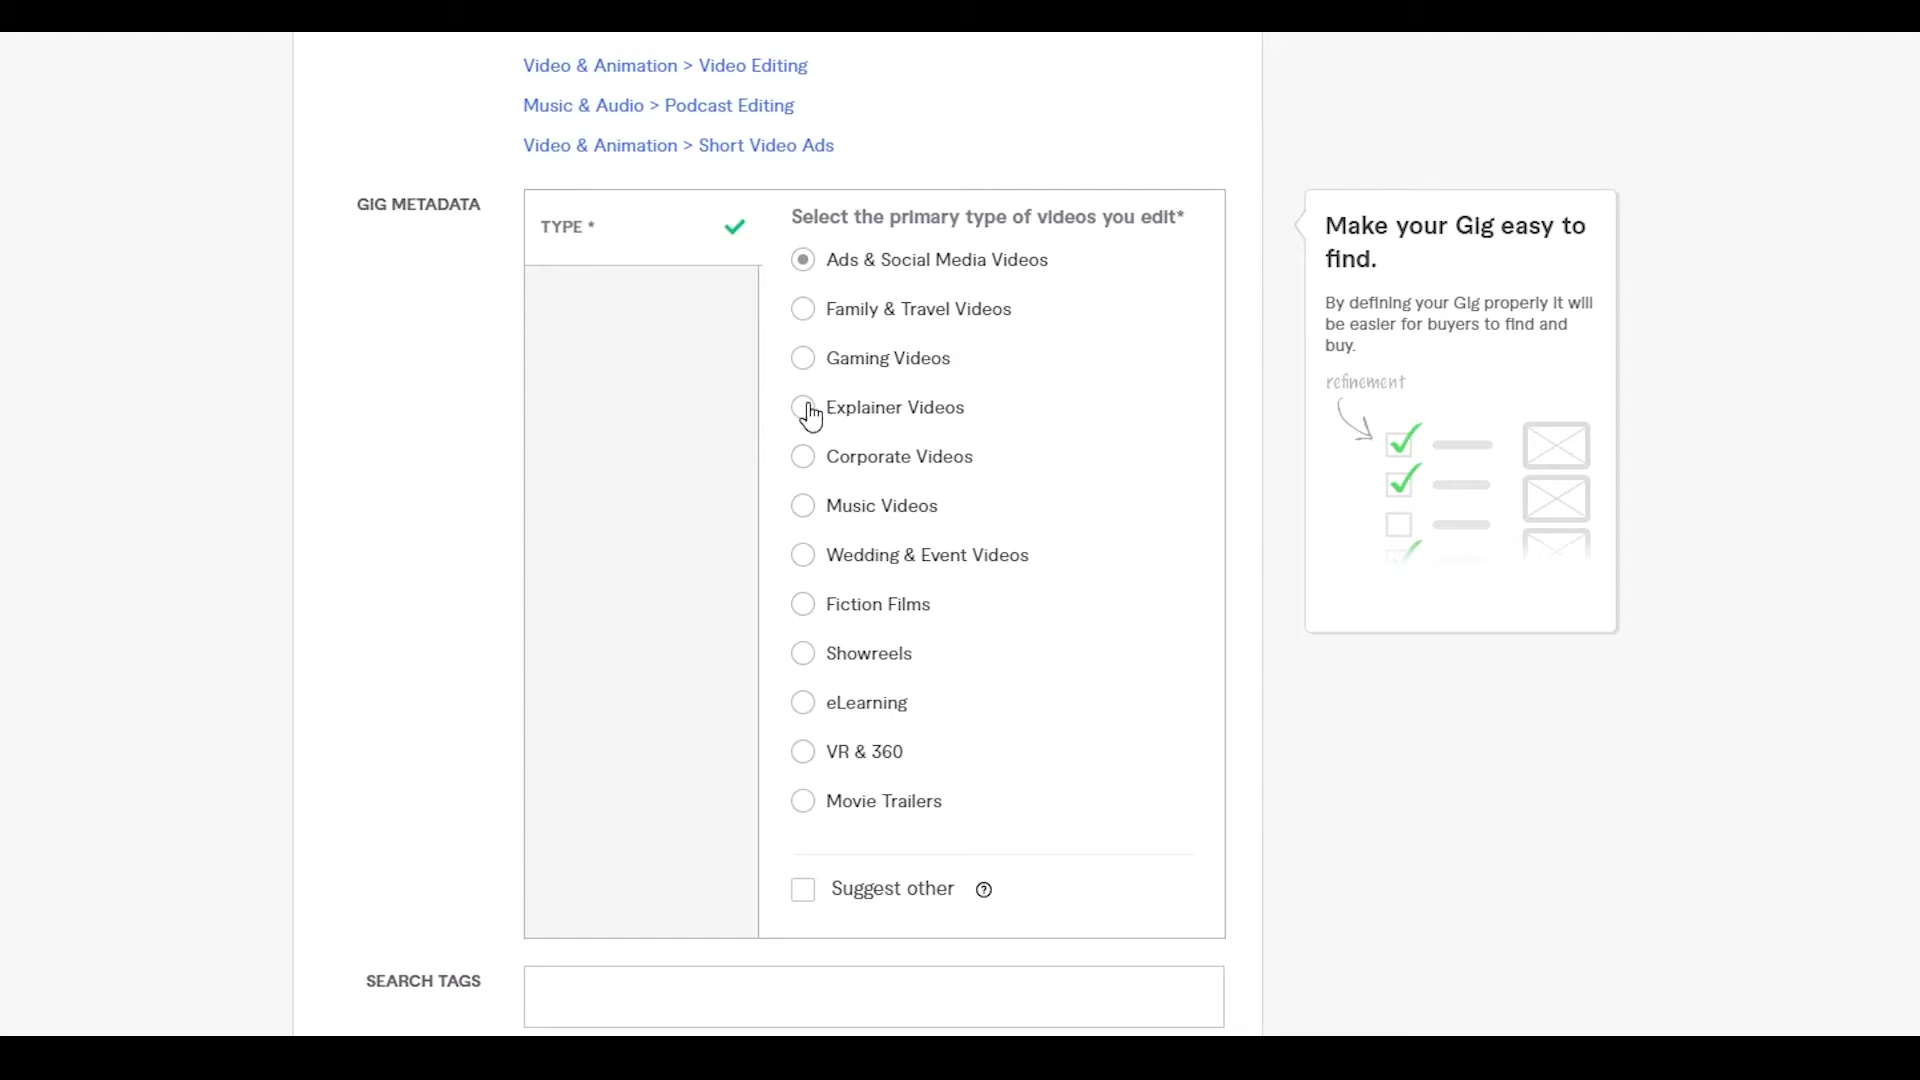 Video & Animation > Video Editing
Music & Audio > Podcast Editing
Video & Animation > Short Video Ads
GIG METADATA
TYPE *
Select the primary type of videos you edit*
Ads & Social Media Videos
Family & Travel Videos
Gaming Videos
Explainer Videos
Corporate Videos
Music Videos
Wedding & Event Videos
Fiction Films
Showreels
eLearning
VR & 360
Movie Trailers
Suggest other
SEARCH TAGS
Make your Gig easy to
find.
By defining your Gig properly it will
be easier for buyers to find and
buy.
refinement